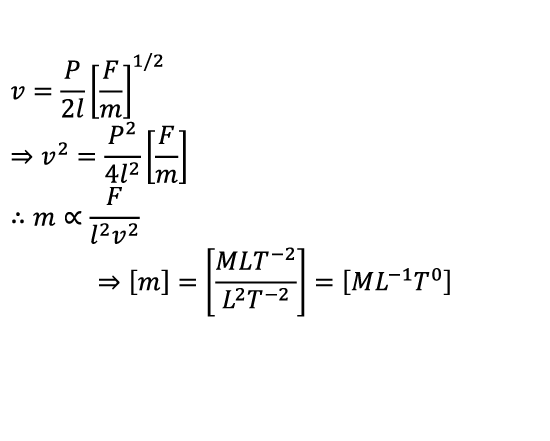 v = P/2l [F/m]^1/2
⇒ v² = P²/4l² [F/m]
∴ m ∝ F/l²v²
⇒ [m] = [MLT⁻²/L²T⁻²] = [ML⁻¹T⁰]